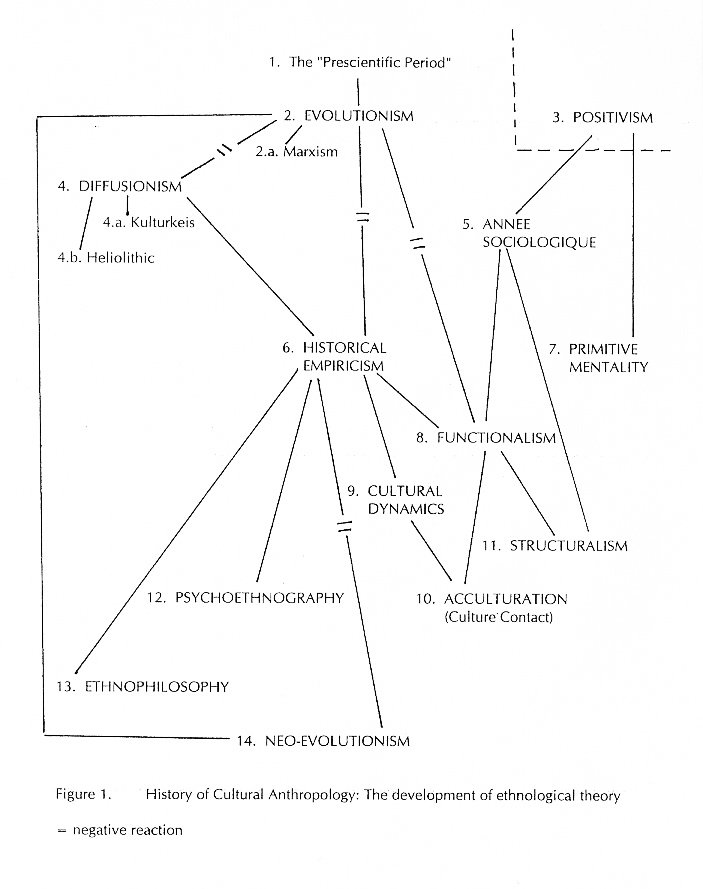 1. The "Prescientific Period"
2. EVOLUTIONISM
3. POSITIVISM
2.a. Marxism
4. DIFFUSIONISM
4.a. Kulturkeis
4.b. Heliolithic
5. ANNEE
SOCIOLOGIQUE
6. HISTORICAL
EMPIRICISM
7. PRIMITIVE
MENTALITY
8. FUNCTIONALISM
9. CULTURAL
DYNAMICS
11. STRUCTURALISM
12. PSYCHOETHNOGRAPHY
10. ACCULTURATION
(Culture Contact)
13. ETHNOPHILOSOPHY
14. NEO-EVOLUTIONISM
Figure 1. History of Cultural Anthropology: The development of ethnological theory
= negative reaction